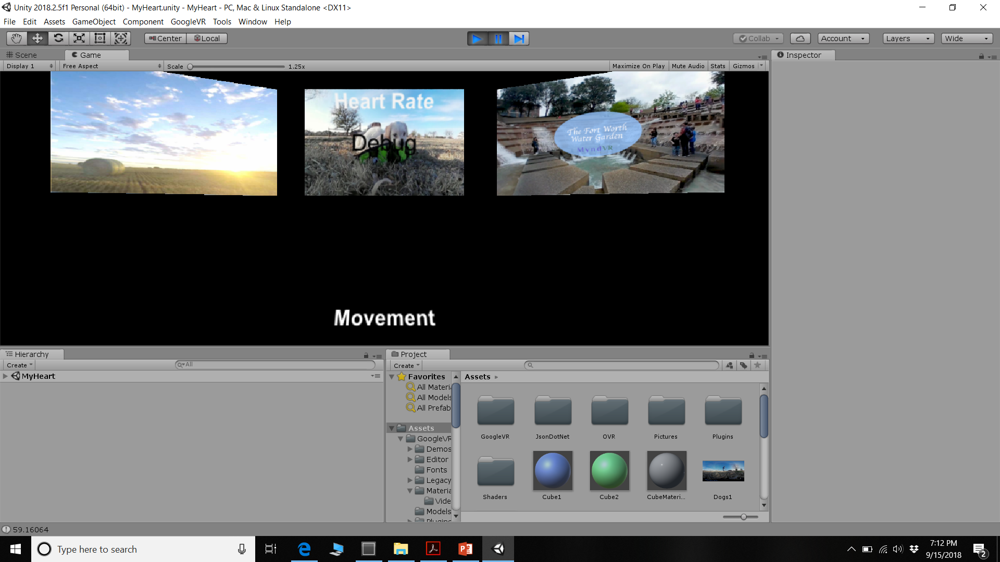 Unity 2018.2.5f1 Personal (64bit) - MyHeart.unity - MyHeart - PC, Mac & Linux Standalone <DX11>
File Edit Assets GameObject Component GoogleVR Tools Window Help
Center Local Collab Account Layers Wide
Scene Game Inspector
Display 1 Free Aspect Scale 1.25x Maximize On Play Mute Audio Stats Gizmos
Heart Rate
Debug
The Fort Worth
Water Garden
MyndVR
Movement
Hierarchy
Create All
MyHeart
Project
Create
Favorites
All Materi
All Models
All Prefab
Assets
GoogleVR
Demos
Editor
Fonts
Legacy
Materia
Vide
Models
Plugins
Assets
GoogleVR JsonDotNet OVR Pictures Plugins
Shaders Cube1 Cube2 CubeMateri... Dogs1
59.16064
Type here to search
7:12 PM
9/15/2018
2